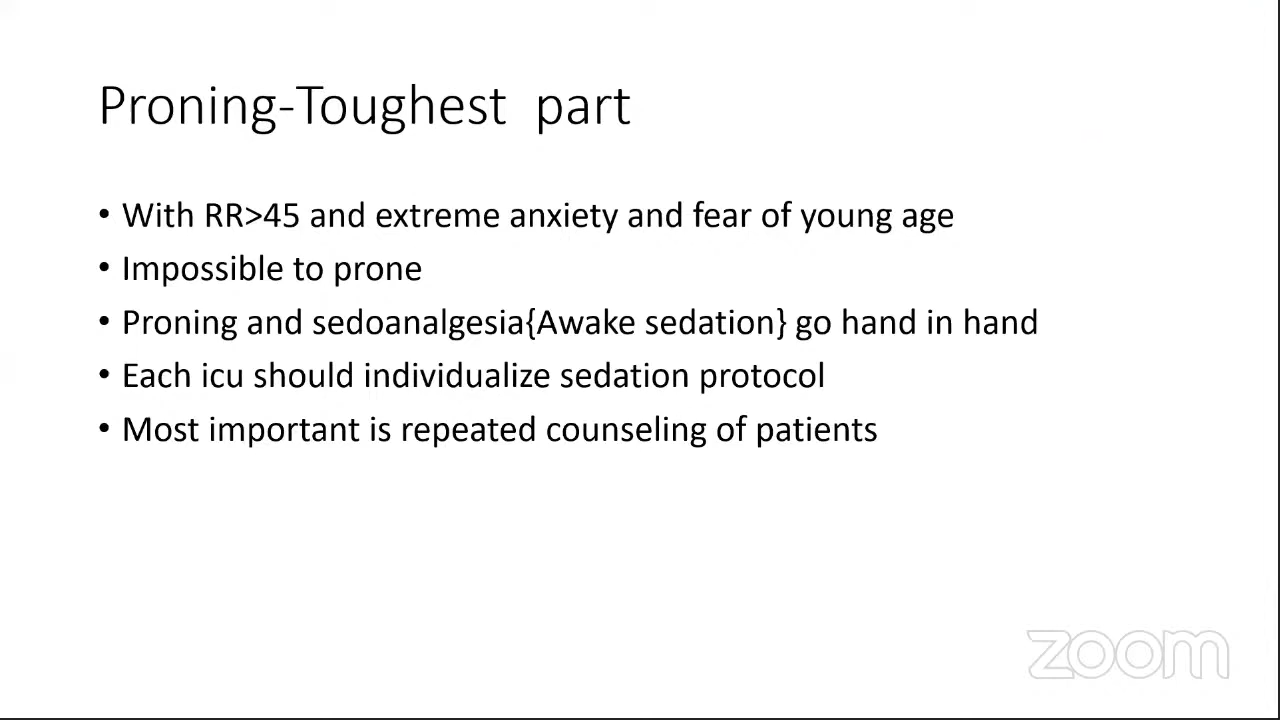 Proning-Toughest part
• With RR>45 and extreme anxiety and fear of young age
• Impossible to prone
• Proning and sedoanalgesia{Awake sedation} go hand in hand
• Each icu should individualize sedation protocol
• Most important is repeated counseling of patients
zoom